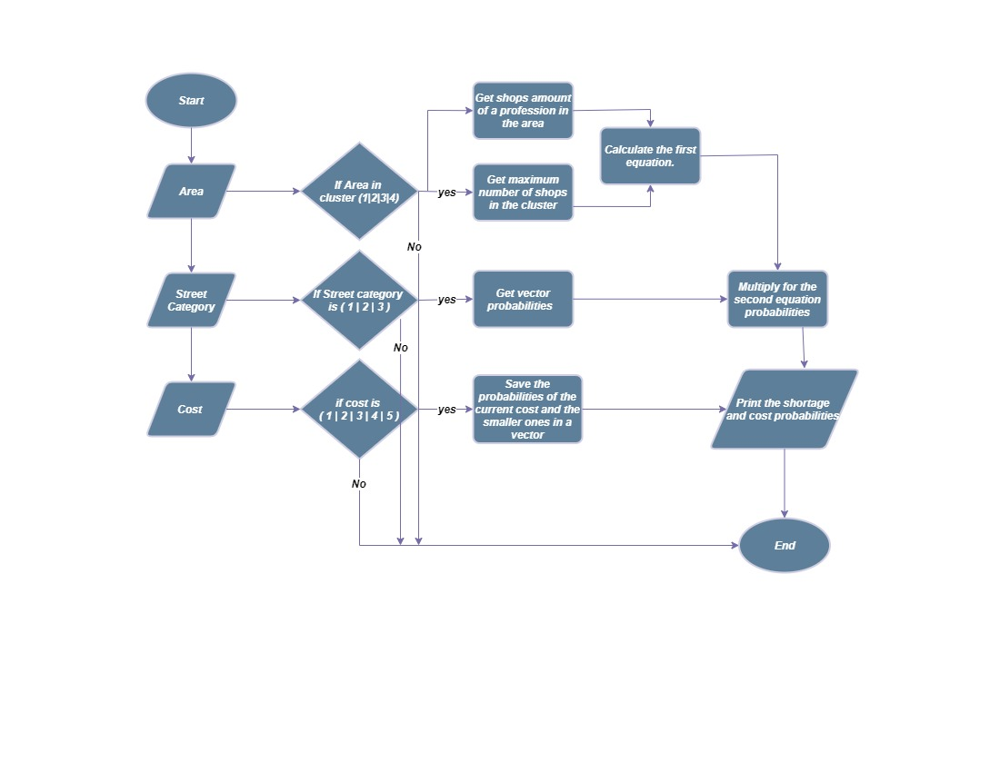 Start
Area
If Area in
cluster (1|2|3|4)
yes
No
Get shops amount
of a profession in
the area
Get maximum
number of shops
in the cluster
Calculate the first
equation.
Street
Category
If Street category
is ( 1 | 2 | 3 )
yes
No
Get vector
probabilities
Multiply for the
second equation
probabilities
Cost
if cost is
( 1 | 2 | 3 | 4 | 5 )
yes
No
Save the
probabilities of the
current cost and the
smaller ones in a
vector
Print the shortage
and cost probabilities
End